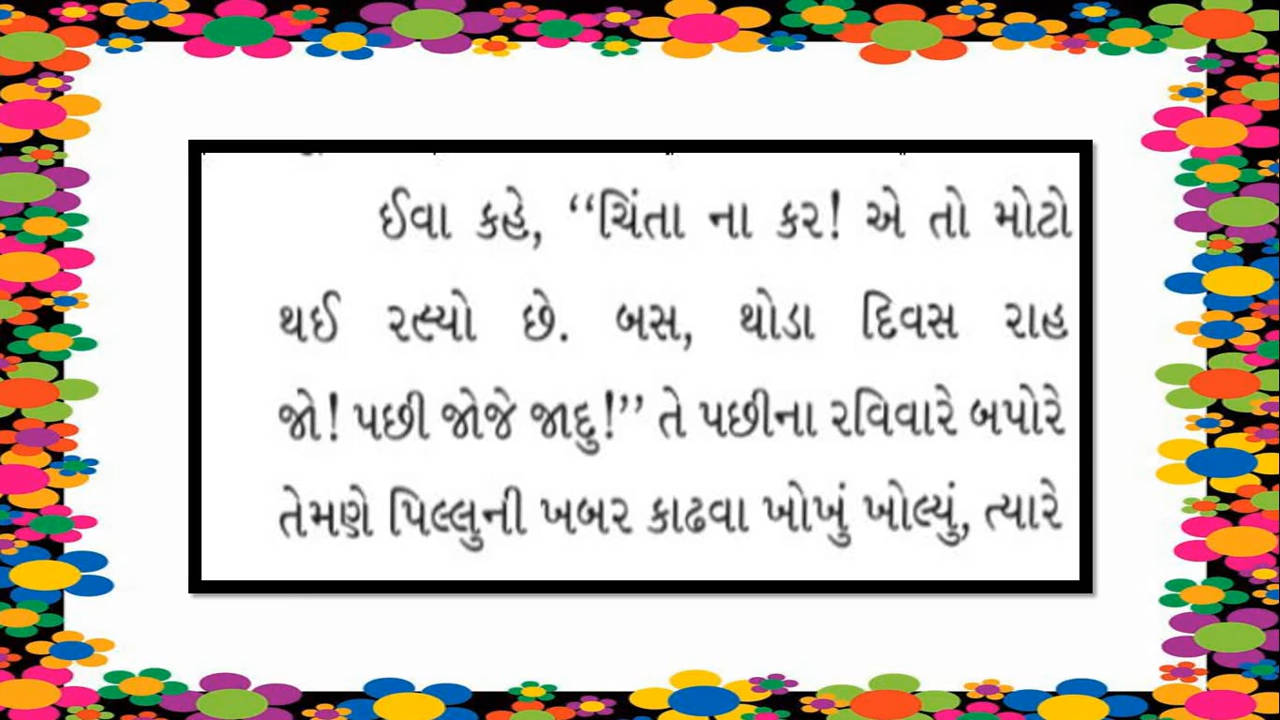 ઈવા કહે, “ચિંતા ના કર! એ તો મોટો
થઈ રહ્યો છે. બસ, થોડા દિવસ રાહ
જો! પછી જોજે જાદુ!” તે પછીના રવિવારે બપોરે
તેમણે પિલ્લુની ખબર કાઢવા ખોખું ખોલ્યું, ત્યારે